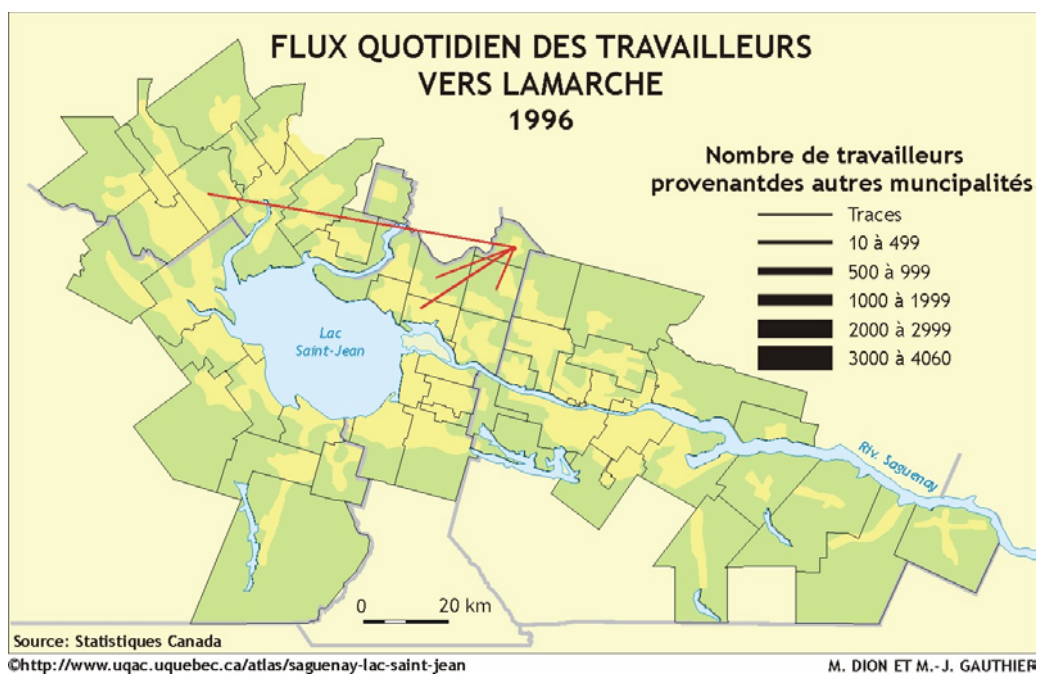 FLUX QUOTIDIEN DES TRAVAILLEURS
VERS LAMARCHE
1996
Nombre de travailleurs
provenantdes autres muncipalités
Traces
10 à 499
500 à 999
1000 à 1999
2000 à 2999
3000 à 4060
Lac
Saint-Jean
Riv. Saguenay
0 20 km
Source: Statistiques Canada
©http://www.uqac.uquebec.ca/atlas/saguenay-lac-saint-jean
M. DION ET M.-J. GAUTHIER